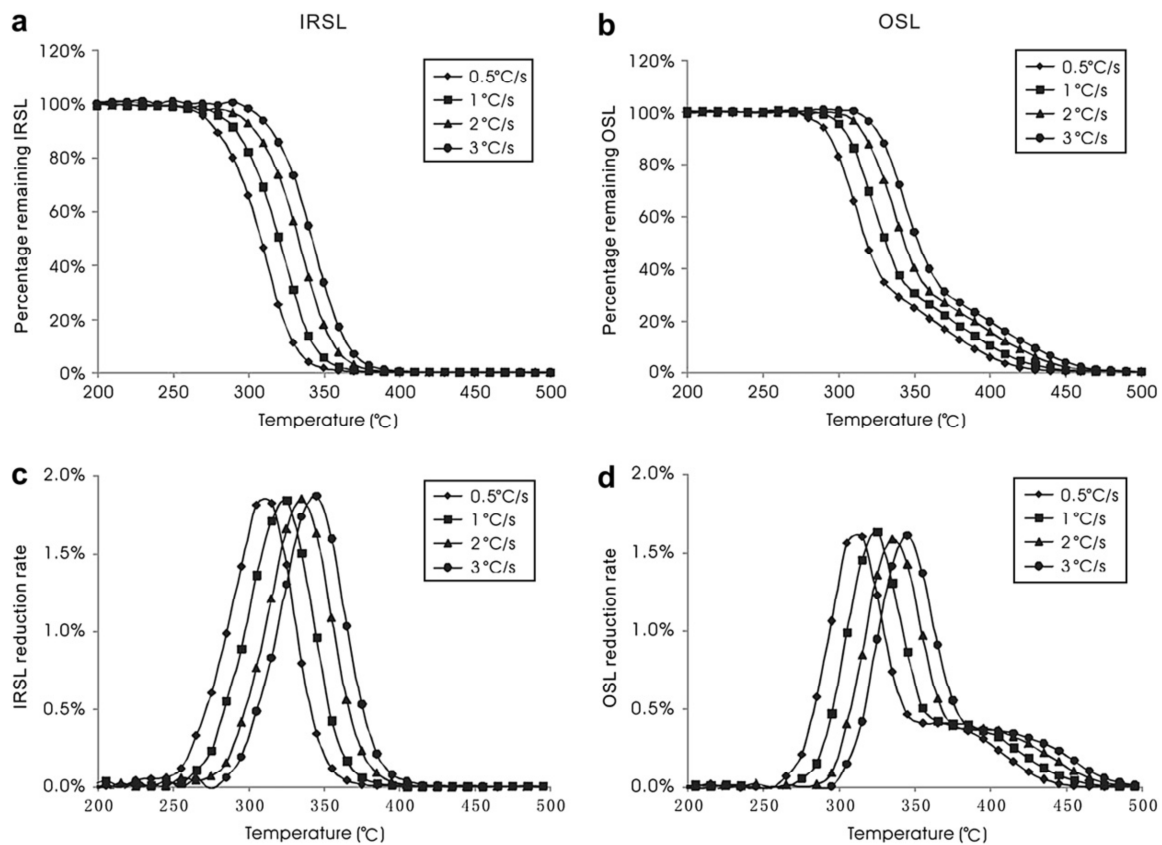 a
IRSL
120%
100%
80%
60%
40%
20%
0%
Percentage remaining IRSL
200 250 300 350 400 450 500
Temperature (°C)
0.5°C/s
1°C/s
2°C/s
3°C/s
b
OSL
120%
100%
80%
60%
40%
20%
0%
Percentage remaining OSL
200 250 300 350 400 450 500
Temperature (°C)
0.5°C/s
1°C/s
2°C/s
3°C/s
c
2.0%
1.5%
1.0%
0.5%
0.0%
IRSL reduction rate
200 250 300 350 400 450 500
Temperature (°C)
0.5°C/s
1°C/s
2°C/s
3°C/s
d
2.0%
1.5%
1.0%
0.5%
0.0%
OSL reduction rate
200 250 300 350 400 450 500
Temperature (°C)
0.5°C/s
1°C/s
2°C/s
3°C/s